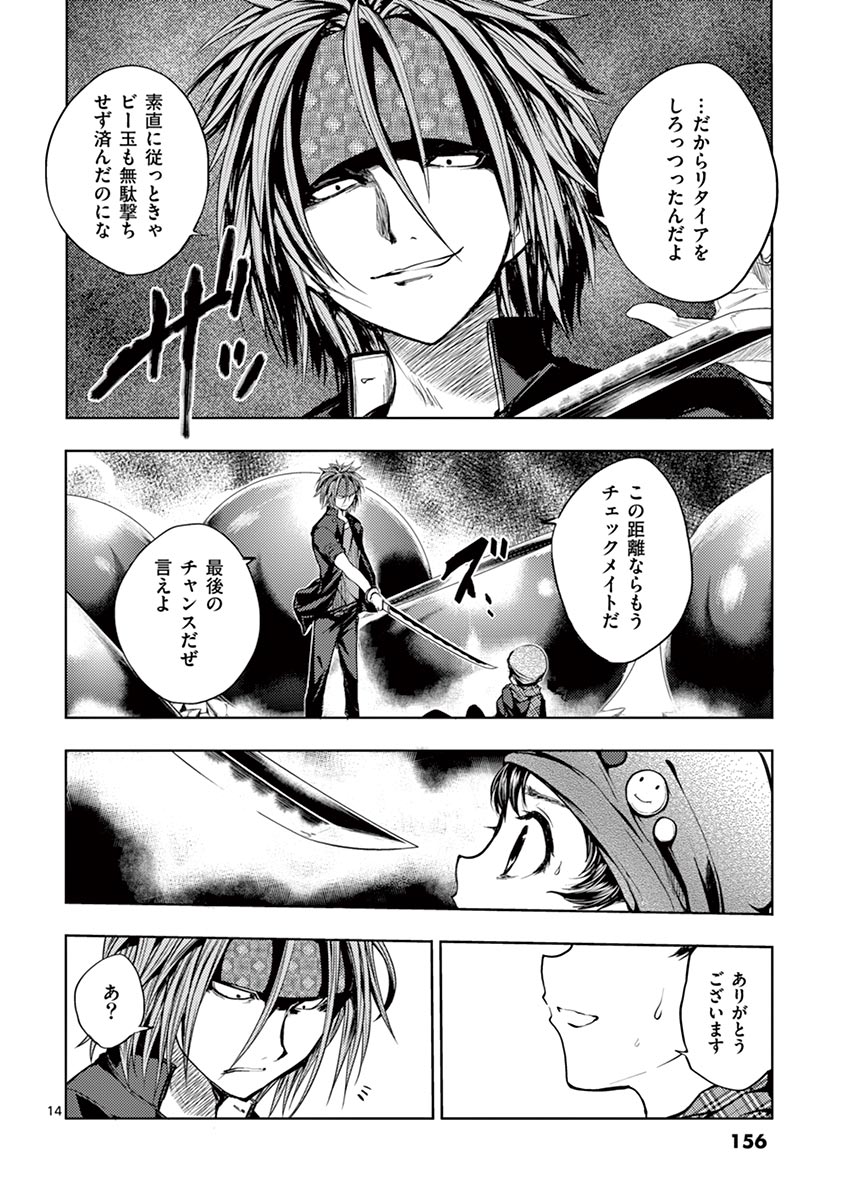 …だからリタイアを
しろっつったんだよ
素直に従っときゃ
ビー玉も無駄撃ち
せず済んだのにな
ザッ
この距離ならもう
チェックメイトだ
ズッ
最後の
チャンスだぜ
言えよ
ありがとう
ございます
あ?
14
156